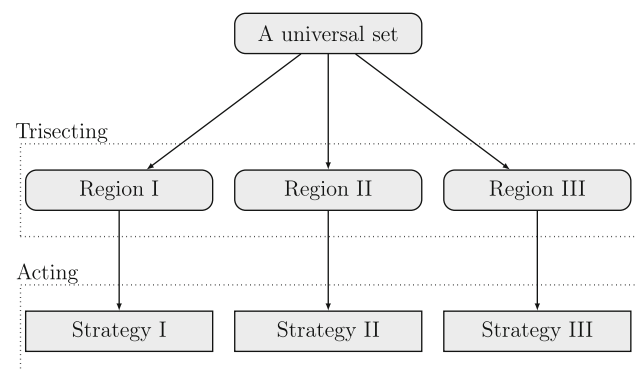 A universal set
Trisecting
Region I
Region II
Region III
Acting
Strategy I
Strategy II
Strategy III